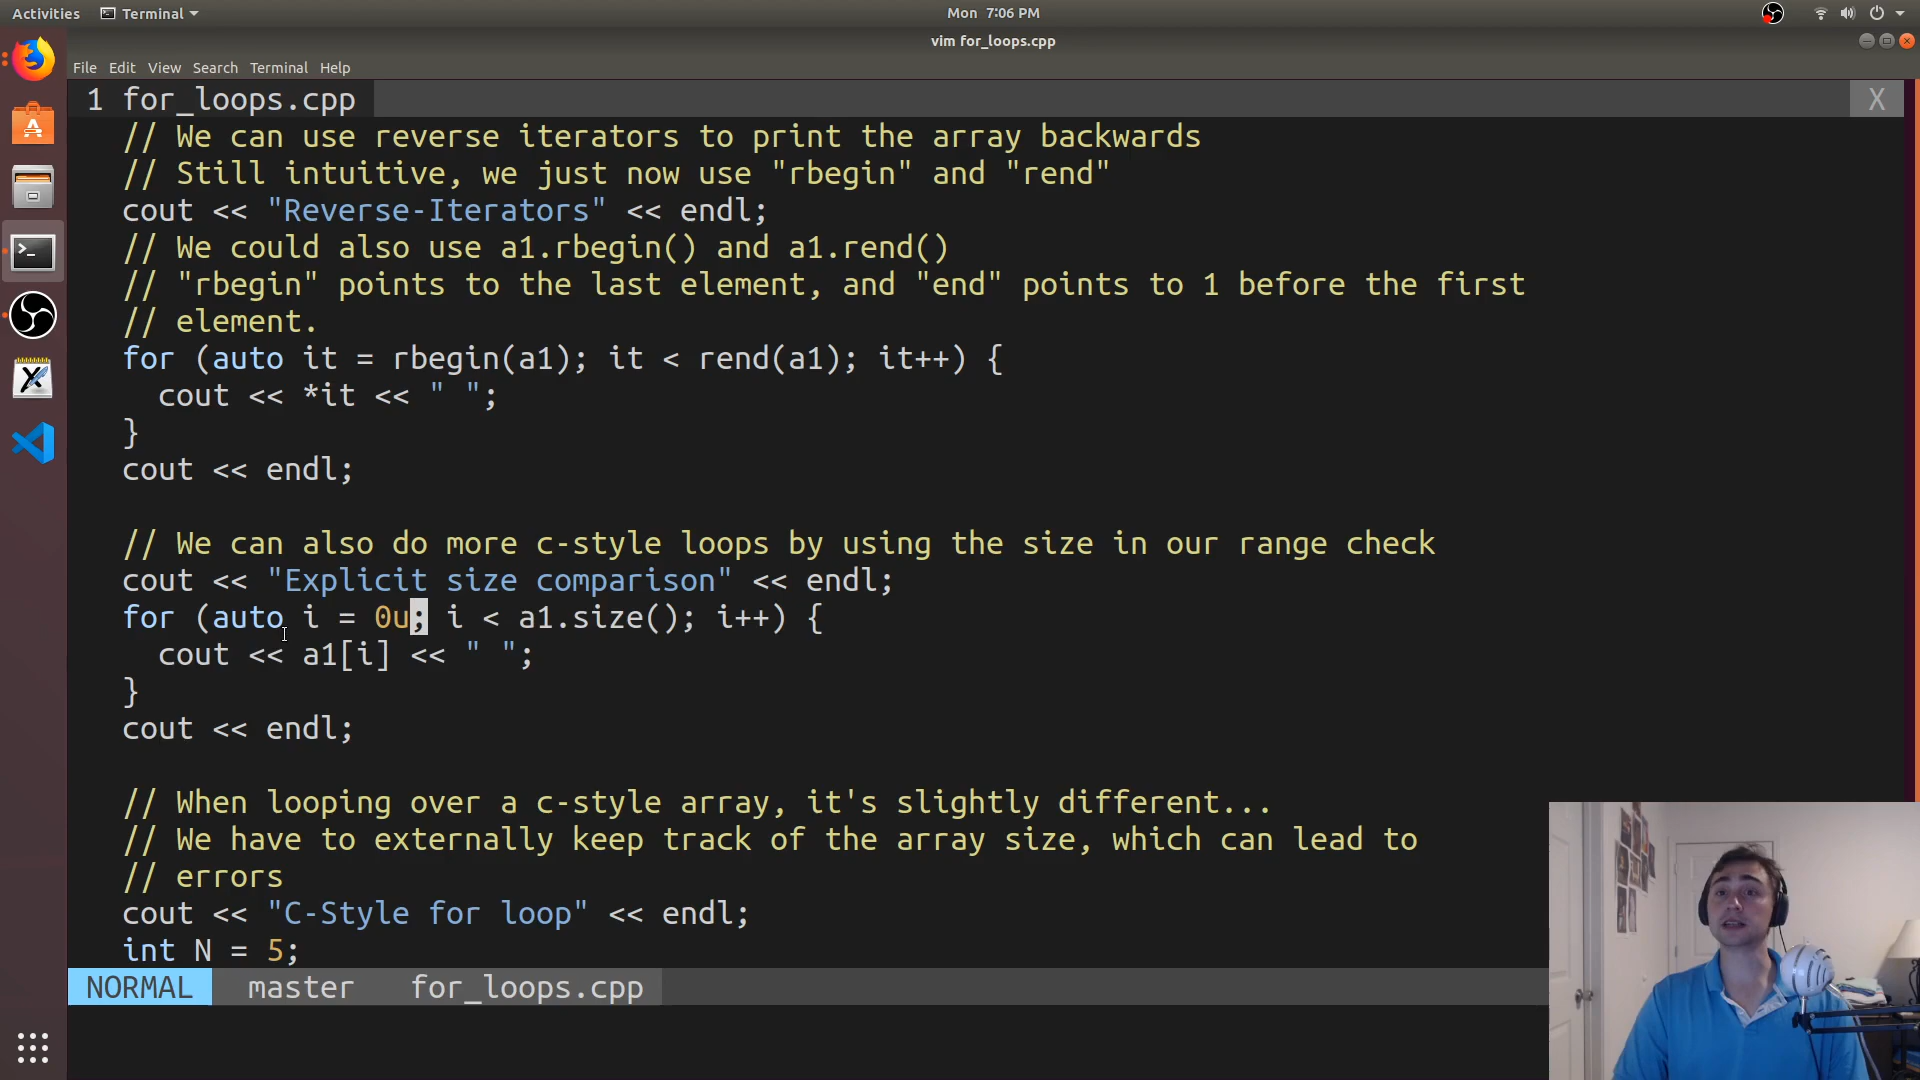 Activities Terminal Mon 7:06 PM
vim for_loops.cpp
File Edit View Search Terminal Help
1 for_loops.cpp X
// We can use reverse iterators to print the array backwards
// Still intuitive, we just now use "rbegin" and "rend"
cout << "Reverse-Iterators" << endl;
// We could also use a1.rbegin() and a1.rend()
// "rbegin" points to the last element, and "end" points to 1 before the first
// element.
for (auto it = rbegin(a1); it < rend(a1); it++) {
cout << *it << " ";
}
cout << endl;
// We can also do more c-style loops by using the size in our range check
cout << "Explicit size comparison" << endl;
for (auto i = 0u; i < a1.size(); i++) {
cout << a1[i] << " ";
}
cout << endl;
// When looping over a c-style array, it's slightly different...
// We have to externally keep track of the array size, which can lead to
// errors
cout << "C-Style for loop" << endl;
int N = 5;
NORMAL master for_loops.cpp